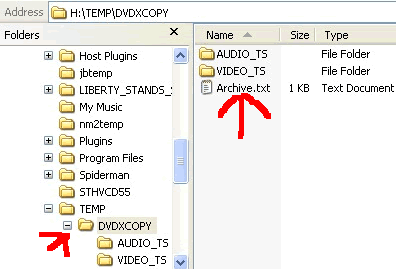 Address H:\TEMP\DVDXCOPY
Folders
Host Plugins
jbtemp
LIBERTY_STANDS_S
My Music
nm2temp
Plugins
Program Files
Spiderman
STHVCD55
TEMP
DVDXCOPY
AUDIO_TS
VIDEO_TS
Name Size Type
AUDIO_TS File Folder
VIDEO_TS File Folder
Archive.txt 1 KB Text Document